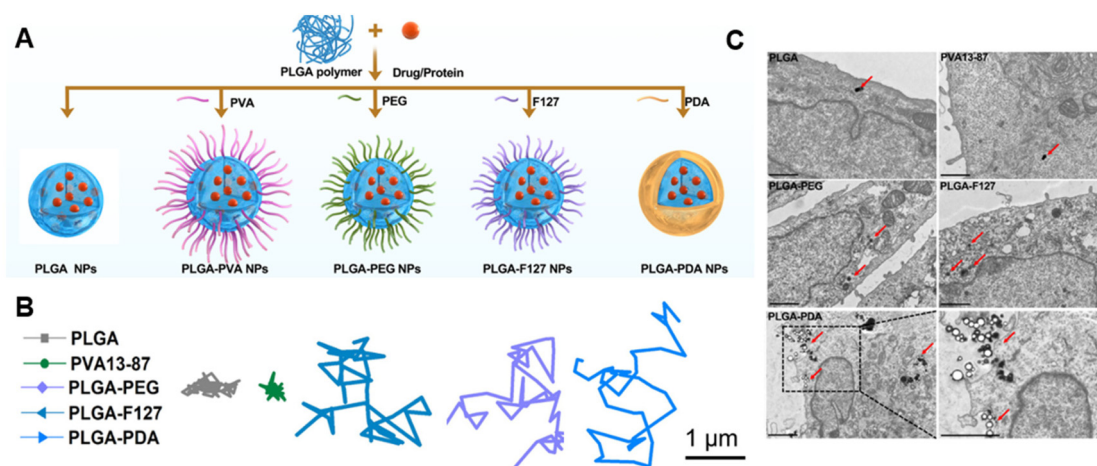 A
PLGA polymer
+
Drug/Protein
PVA
PEG
F127
PDA
PLGA NPs
PLGA-PVA NPs
PLGA-PEG NPs
PLGA-F127 NPs
PLGA-PDA NPs
B
PLGA
PVA13-87
PLGA-PEG
PLGA-F127
PLGA-PDA
1 μm
C
PLGA
PVA13-87
PLGA-PEG
PLGA-F127
PLGA-PDA